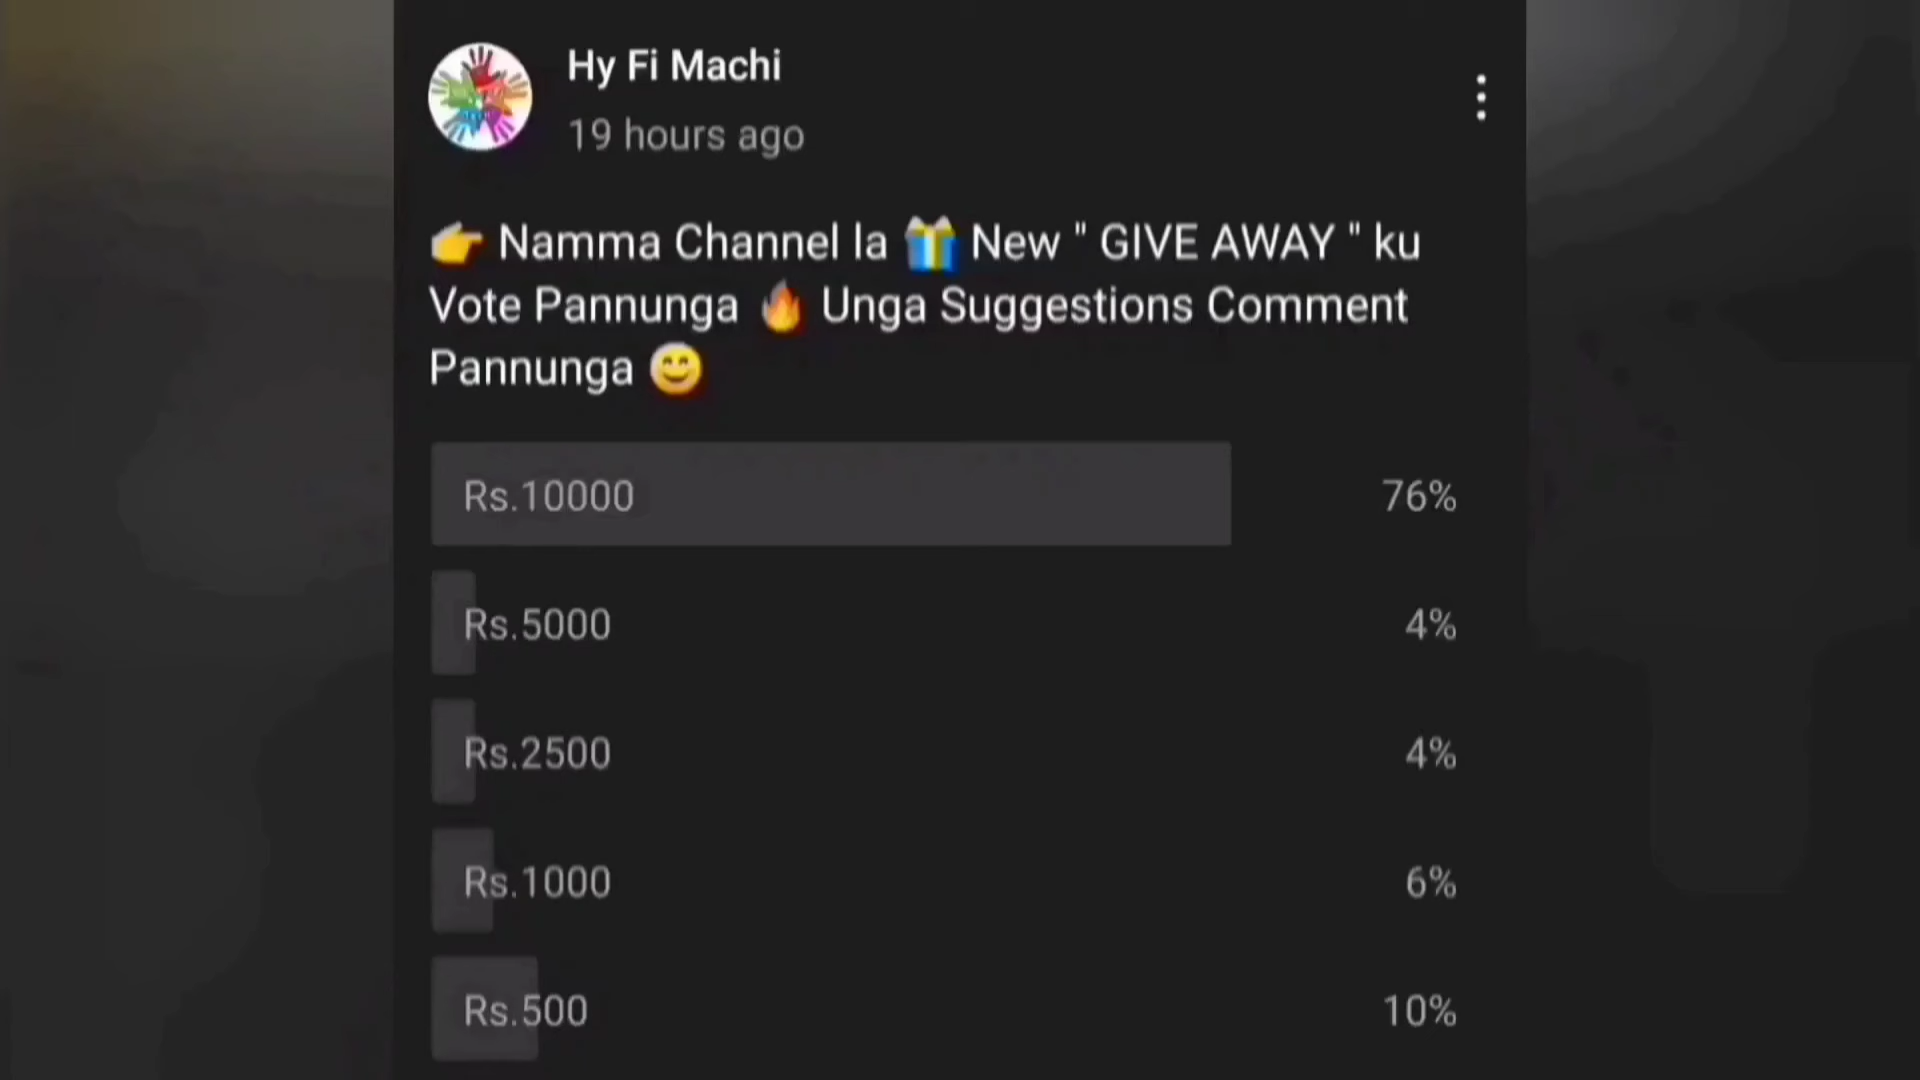 Hy Fi Machi
19 hours ago
👉 Namma Channel la 🎁 New " GIVE AWAY " ku
Vote Pannunga 🔥 Unga Suggestions Comment
Pannunga 😄
Rs.10000 76%
Rs.5000 4%
Rs.2500 4%
Rs.1000 6%
Rs.500 10%